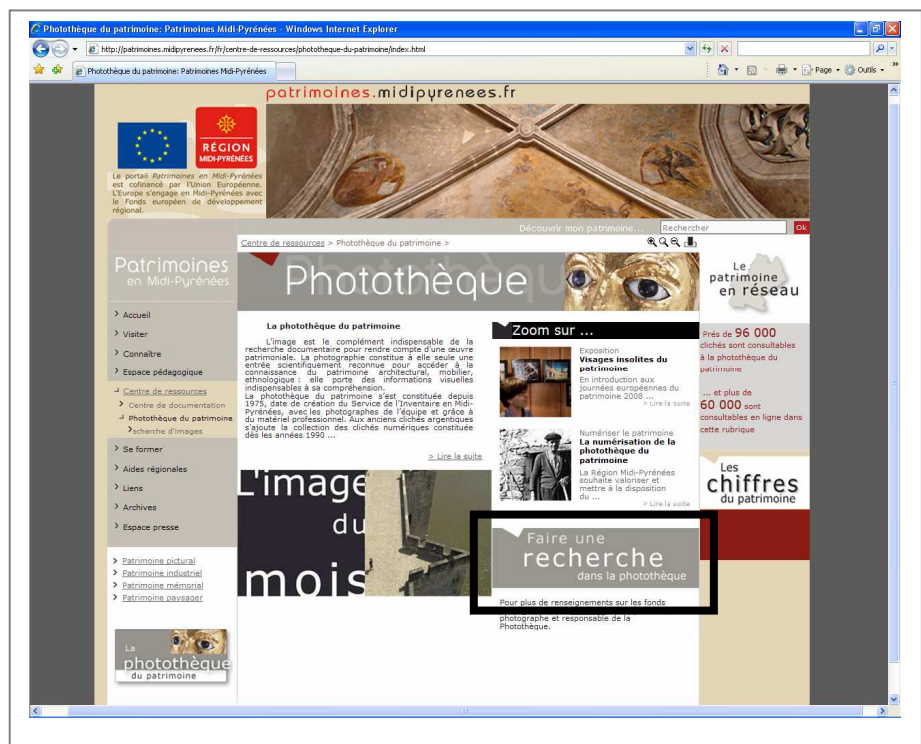 Photothèque du patrimoine: Patrimoines Midi-Pyrénées - Windows Internet Explorer
http://patrimoines.midipyrenees.fr/fr/centre-de-ressources/phototheque-du-patrimoine/index.html
Photothèque du patrimoine: Patrimoines Midi-Pyrénées
Page
Outils
patrimoines.midipyrenees.fr
RÉGION
MIDI-PYRÉNÉES
Le portail Patrimoines en Midi-Pyrénées
est cofinancé par l'Union Européenne.
L'Europe s'engage en Midi-Pyrénées avec
le Fonds européen de développement
régional.
Découvrir mon patrimoine...
Rechercher
Ok
Centre de ressources > Photothèque du patrimoine >
Patrimoines
en Midi-Pyrénées
> Accueil
> Visiter
> Connaître
> Espace pédagogique
Centre de ressources
> Centre de documentation
Photothèque du patrimoine
>echerche d'images
> Se former
> Aides régionales
> Liens
> Archives
> Espace presse
> Patrimoine pictural
> Patrimoine industriel
> Patrimoine mémorial
> Patrimoine paysager
La
photothèque
du patrimoine
Photothèque
La photothèque du patrimoine
L'image est le complément indispensable de la
recherche documentaire pour rendre compte d'une œuvre
patrimoniale. La photographie constitue à elle seule une
entrée scientifiquement reconnue pour accéder à la
connaissance du patrimoine architectural, mobilier,
ethnologique : elle porte des informations visuelles
indispensables à sa compréhension.
La photothèque du patrimoine s'est constituée depuis
1975, date de création du Service de l'Inventaire en Midi-
Pyrénées, avec les photographes de l'équipe et grâce à
du matériel professionnel. Aux anciens clichés argentiques
s'ajoute la collection des clichés numériques constituée
dès les années 1990 ...
> Lire la suite
L'image
du
mois
Zoom sur ...
Exposition
Visages insolites du
patrimoine
En introduction aux
journées européennes du
patrimoine 2008 ...
> Lire la suite
Numériser le patrimoine
La numérisation de la
photothèque du
patrimoine
La Région Midi-Pyrénées
souhaite valoriser et
mettre à la disposition
du ...
> Lire la suite
Faire une
recherche
dans la photothèque
Pour plus de renseignements sur les fonds
photographe et responsable de la
Photothèque.
Le
patrimoine
en réseau
Près de 96 000
clichés sont consultables
à la photothèque du
patrimoine
... et plus de
60 000 sont
consultables en ligne dans
cette rubrique
Les
chiffres
du patrimoine